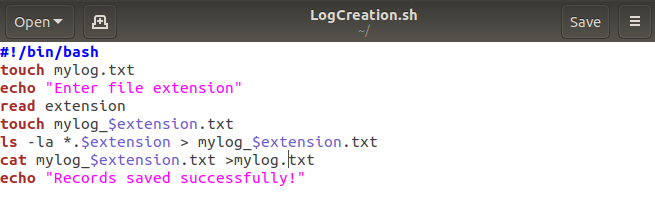 Open
LogCreation.sh
~/
Save
#!/bin/bash
touch mylog.txt
echo "Enter file extension"
read extension
touch mylog_$extension.txt
ls -la *.$extension > mylog_$extension.txt
cat mylog_$extension.txt >mylog.txt
echo "Records saved successfully!"